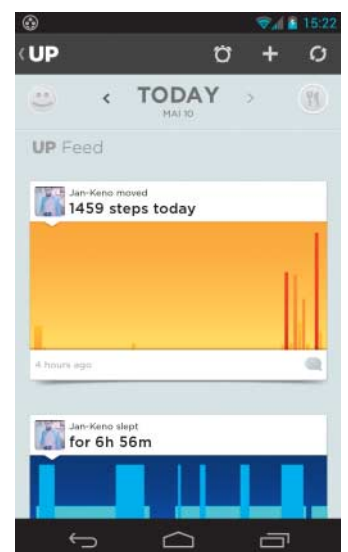 15:22
UP
TODAY
MAI 10
UP Feed
Jan-Keno moved
1459 steps today
4 hours ago
Jan-Keno slept
for 6h 56m